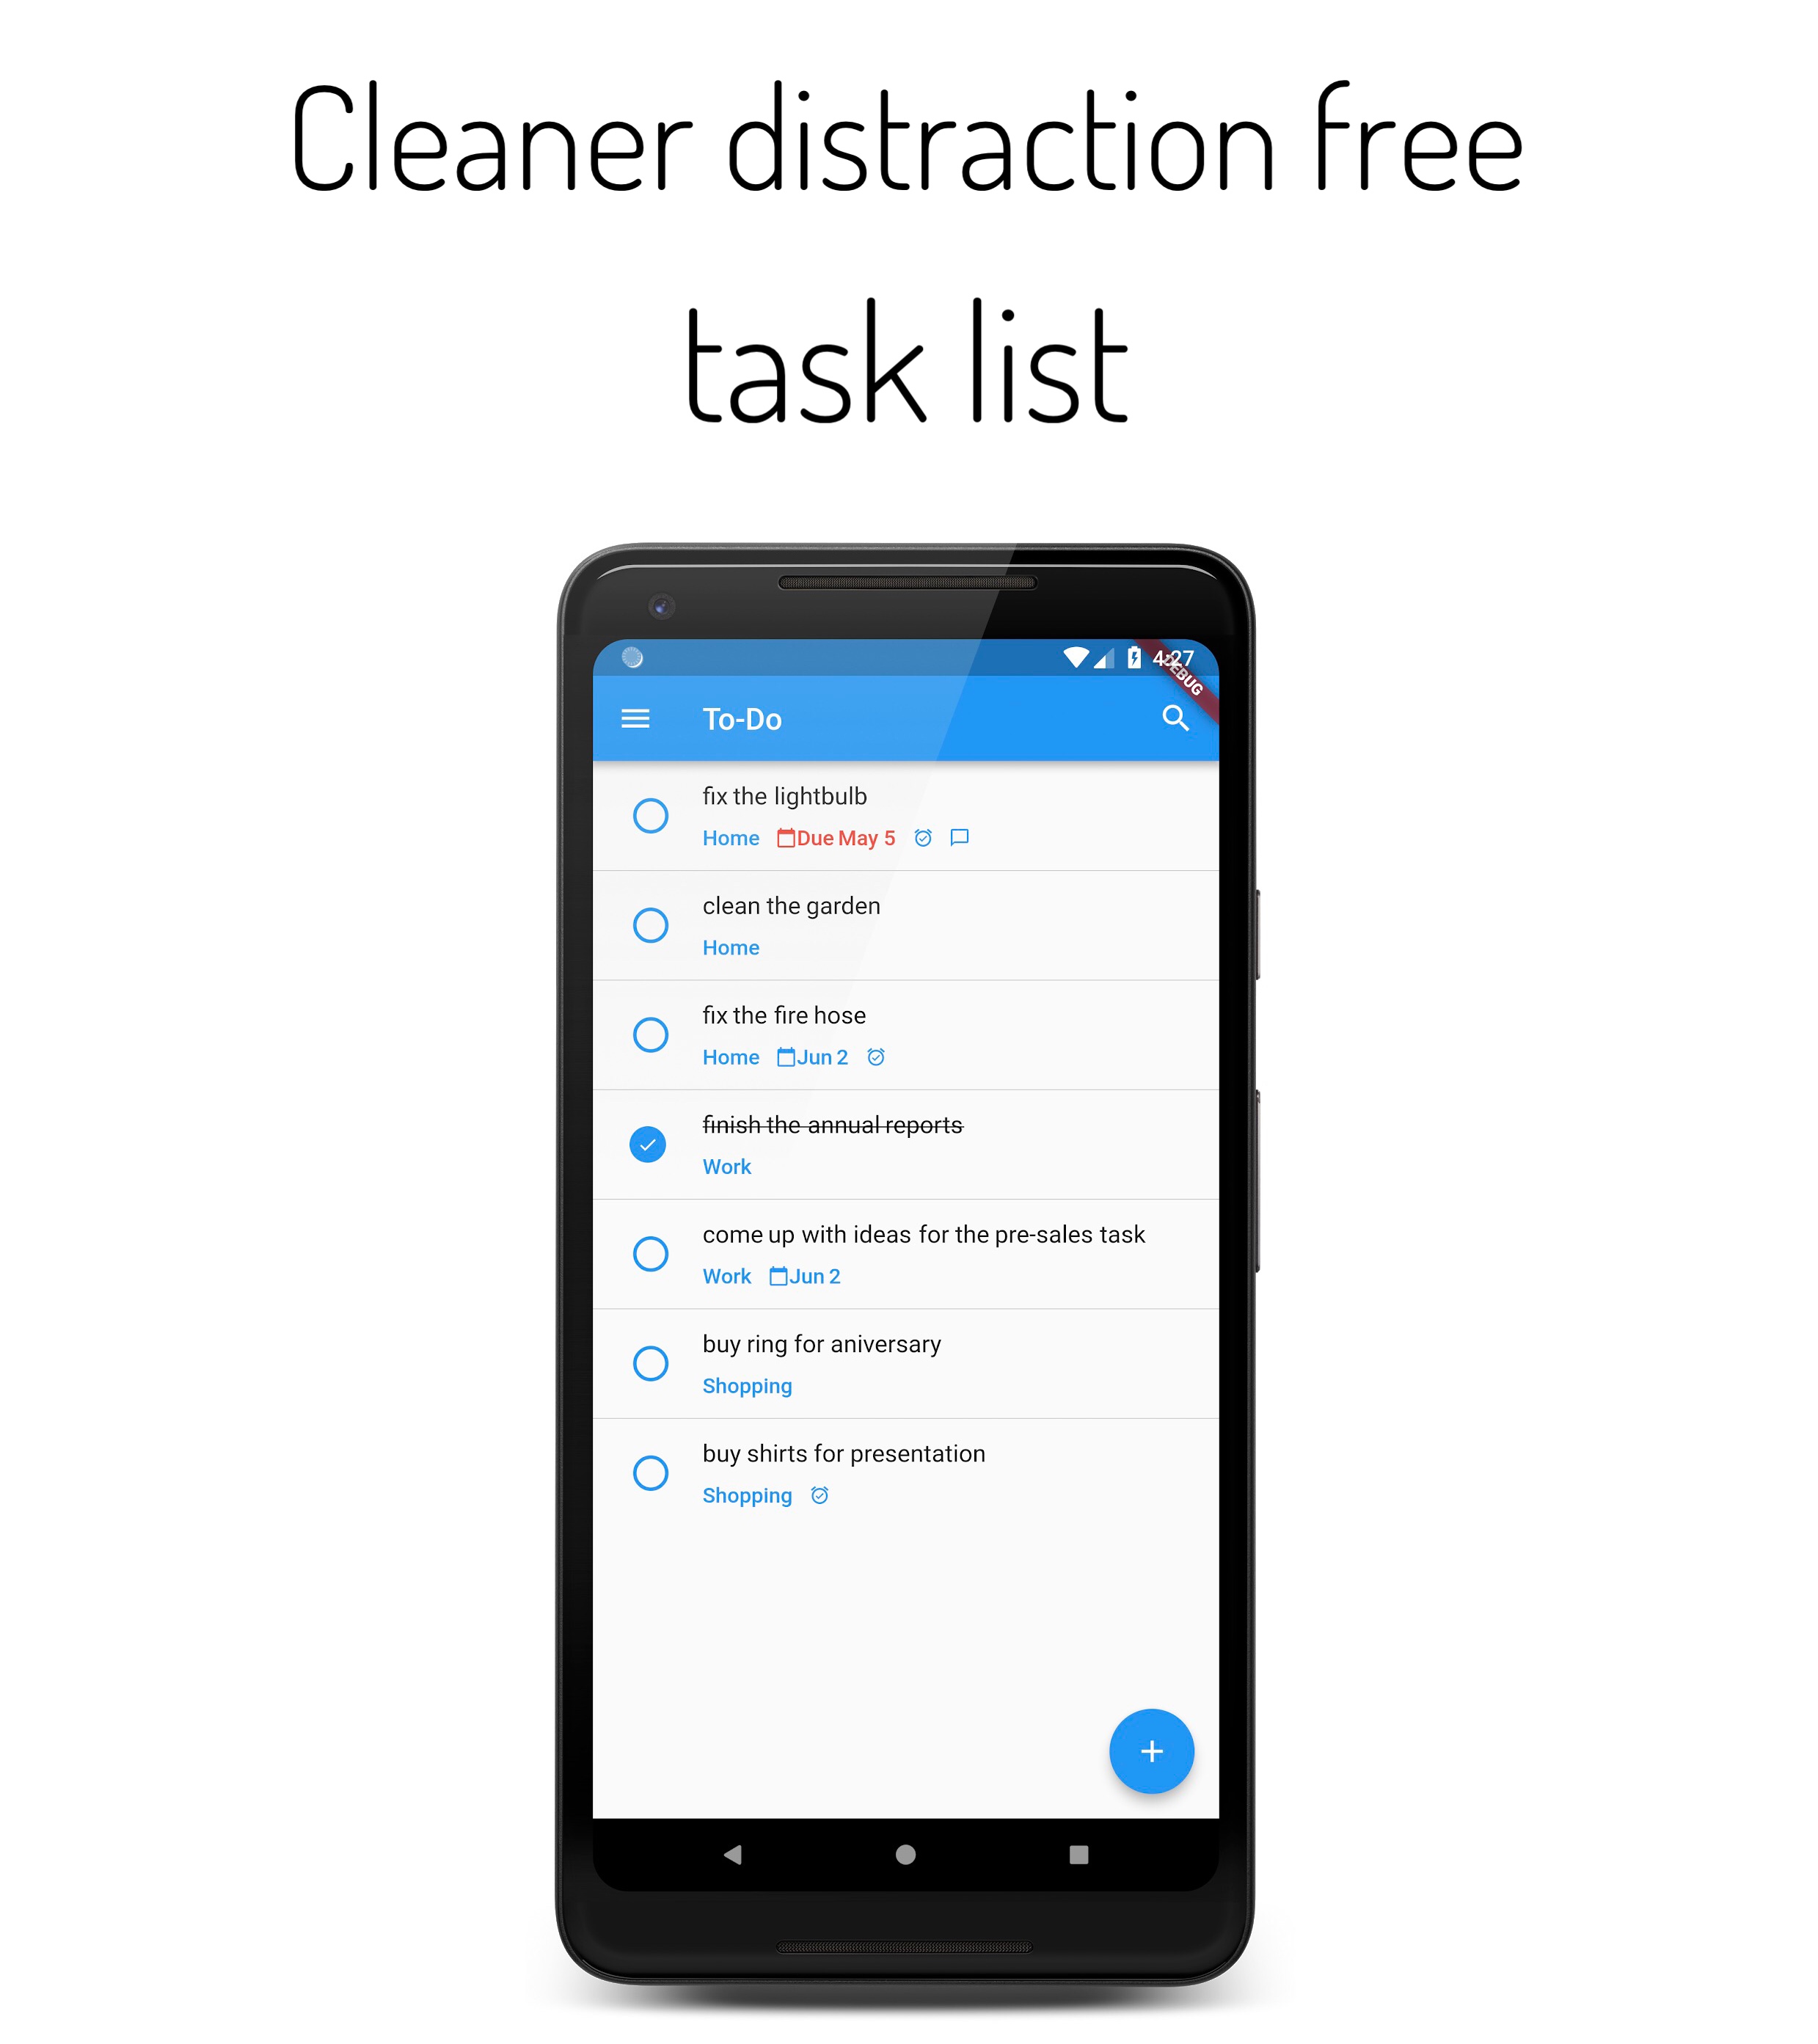 Cleaner distraction free
task list
4:27
DEBUG
To-Do
fix the lightbulb
Home Due May 5
clean the garden
Home
fix the fire hose
Home Jun 2
finish the annual reports
Work
come up with ideas for the pre-sales task
Work Jun 2
buy ring for aniversary
Shopping
buy shirts for presentation
Shopping